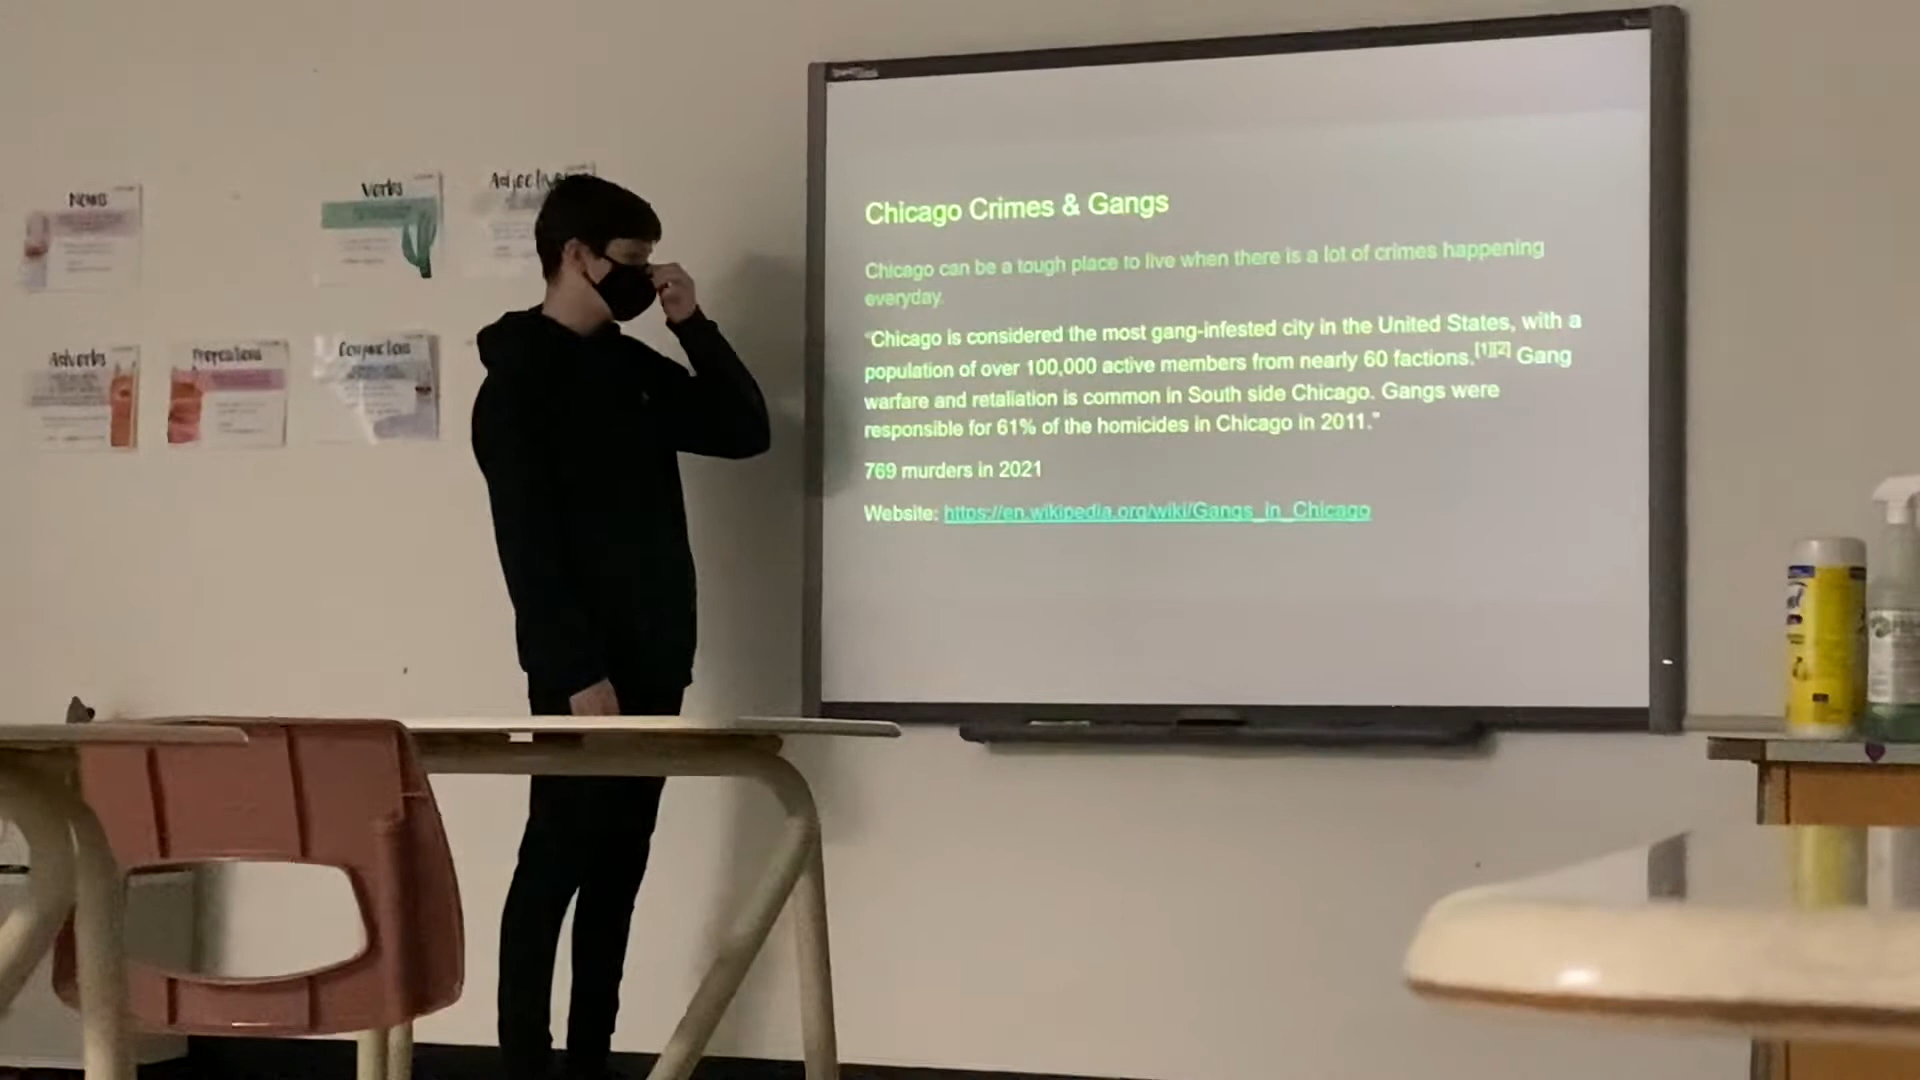 Nouns
Verbs
Adjectives
Adverbs
Prepositions
Conjunctions
Chicago Crimes & Gangs
Chicago can be a tough place to live when there is a lot of crimes happening
everyday.
"Chicago is considered the most gang-infested city in the United States, with a
population of over 100,000 active members from nearly 60 factions.[1][2] Gang
warfare and retaliation is common in South side Chicago. Gangs were
responsible for 61% of the homicides in Chicago in 2011."
769 murders in 2021
Website: https://en.wikipedia.org/wiki/Gangs_in_Chicago